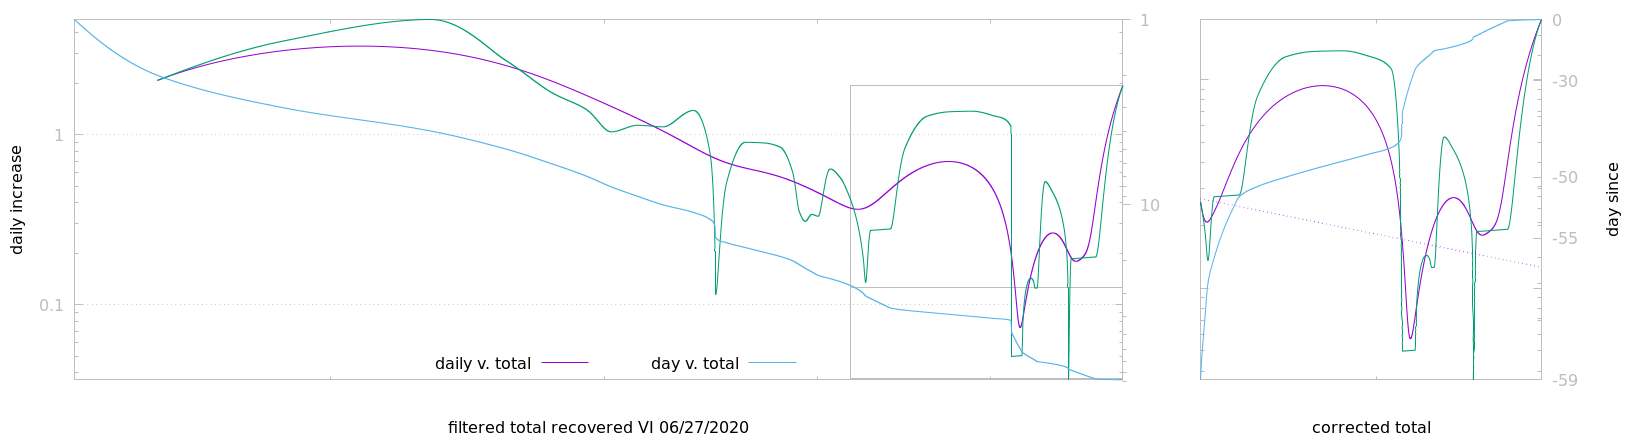 1
0
-30
1
daily increase
10
-50
day since
-55
0.1
daily v. total
day v. total
-59
filtered total recovered VI 06/27/2020
corrected total